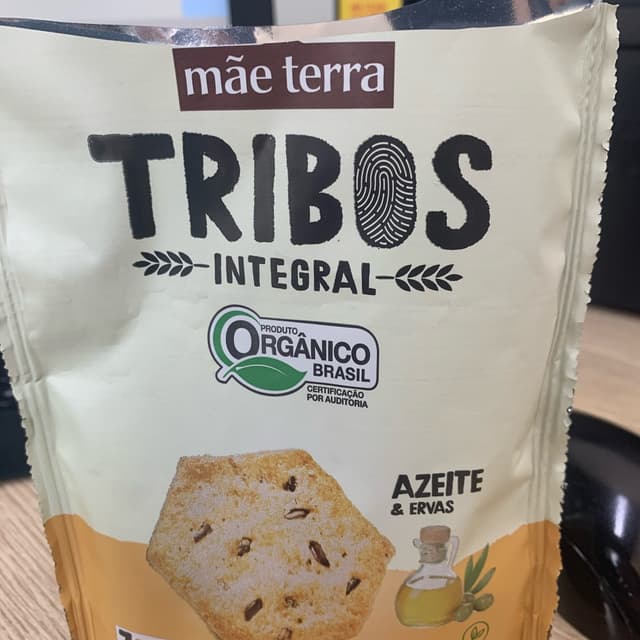 mãe terra
TRIBOS
INTEGRAL
PRODUTO
ORGÂNICO
BRASIL
CERTIFICAÇÃO
POR AUDITORIA
AZEITE
& ERVAS